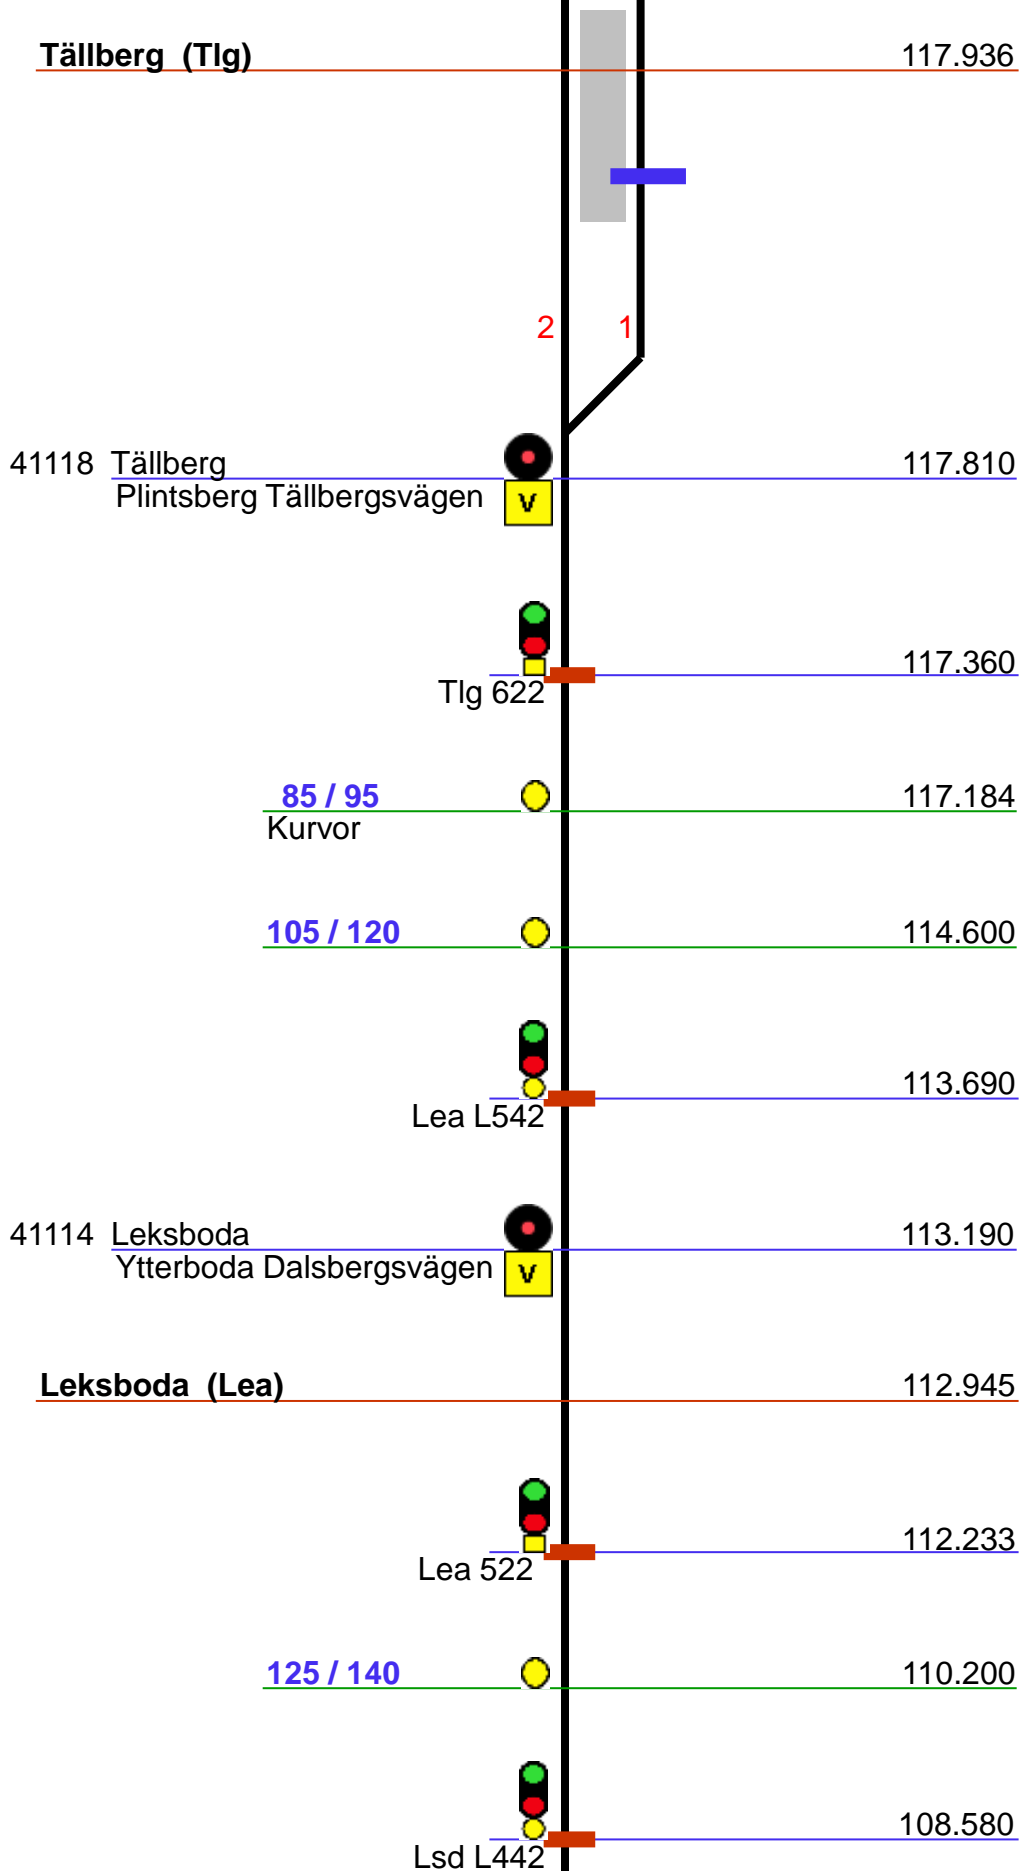 Tällberg (Tlg) 117.936
2 1
41118 Tällberg 117.810
Plintsberg Tällbergsvägen V
117.360
Tlg 622
85 / 95 117.184
Kurvor
105 / 120 114.600
113.690
Lea L542
41114 Leksboda 113.190
Ytterboda Dalsbergsvägen V
Leksboda (Lea) 112.945
112.233
Lea 522
125 / 140 110.200
108.580
Lsd L442